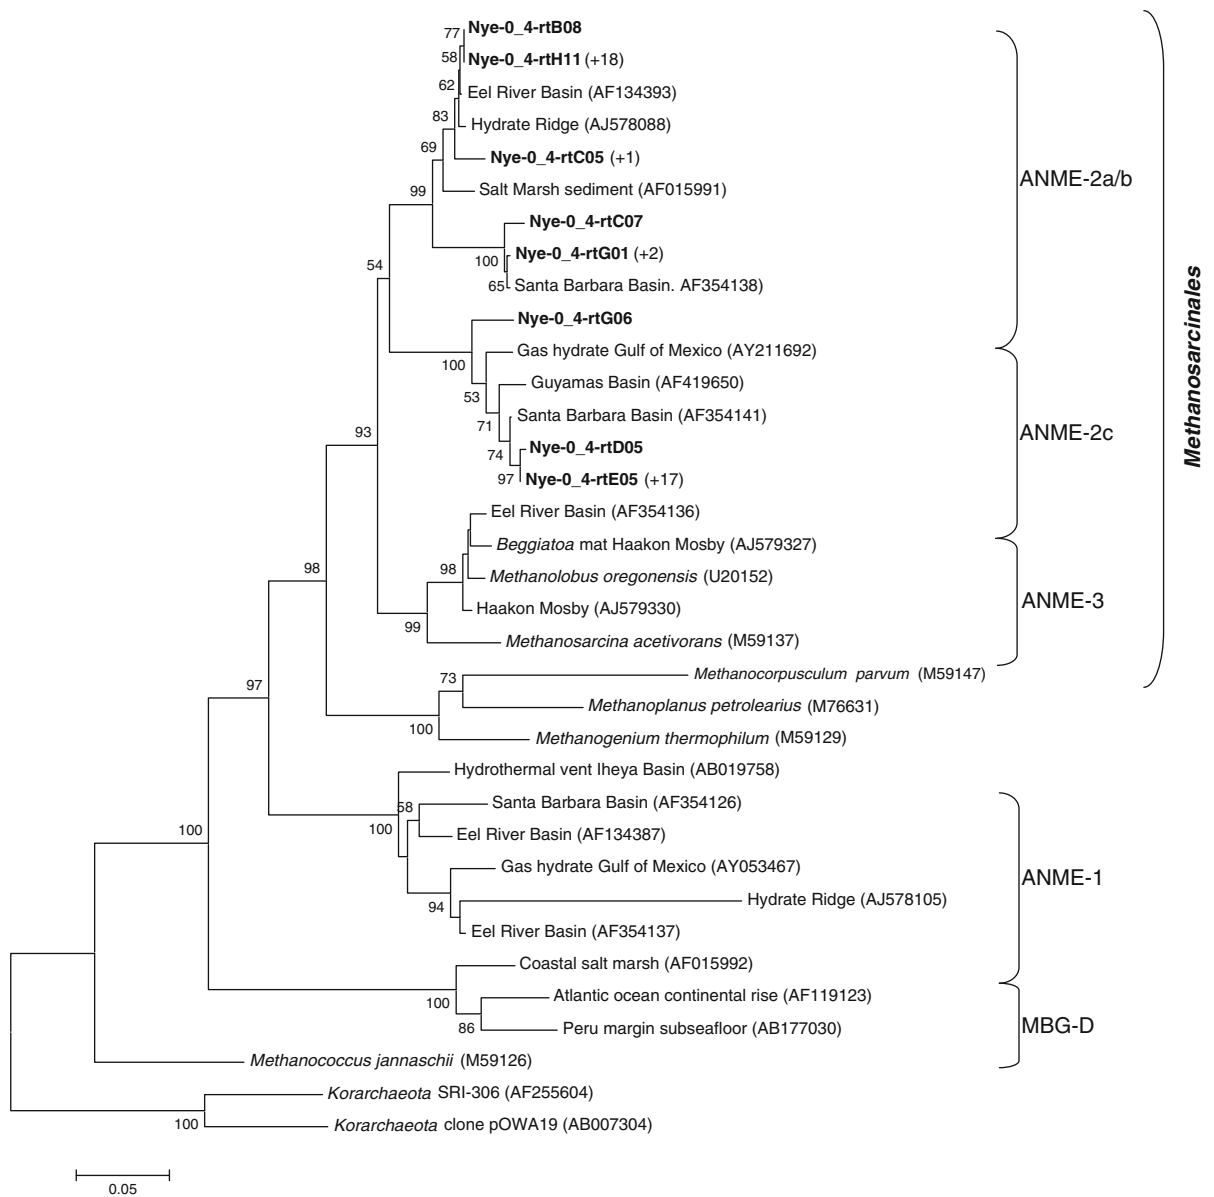 77
Nye-0_4-rtB08
58
Nye-0_4-rtH11 (+18)
62
Eel River Basin (AF134393)
83
Hydrate Ridge (AJ578088)
69
Nye-0_4-rtC05 (+1)
99
Salt Marsh sediment (AF015991)
ANME-2a/b
Nye-0_4-rtC07
100
Nye-0_4-rtG01 (+2)
54
65
Santa Barbara Basin. AF354138)
Nye-0_4-rtG06
100
Gas hydrate Gulf of Mexico (AY211692)
53
Guyamas Basin (AF419650)
71
Santa Barbara Basin (AF354141)
ANME-2c
93
74
Nye-0_4-rtD05
97
Nye-0_4-rtE05 (+17)
Methanosarcinales
Eel River Basin (AF354136)
Beggiatoa mat Haakon Mosby (AJ579327)
98
98
Methanolobus oregonensis (U20152)
Haakon Mosby (AJ579330)
ANME-3
99
Methanosarcina acetivorans (M59137)
97
73
Methanocorpusculum parvum (M59147)
Methanoplanus petrolearius (M76631)
100
Methanogenium thermophilum (M59129)
Hydrothermal vent Iheya Basin (AB019758)
58
Santa Barbara Basin (AF354126)
100
100
Eel River Basin (AF134387)
Gas hydrate Gulf of Mexico (AY053467)
ANME-1
94
Hydrate Ridge (AJ578105)
Eel River Basin (AF354137)
Coastal salt marsh (AF015992)
100
Atlantic ocean continental rise (AF119123)
86
Peru margin subseafloor (AB177030)
MBG-D
Methanococcus jannaschii (M59126)
Korarchaeota SRI-306 (AF255604)
100
Korarchaeota clone pOWA19 (AB007304)
0.05